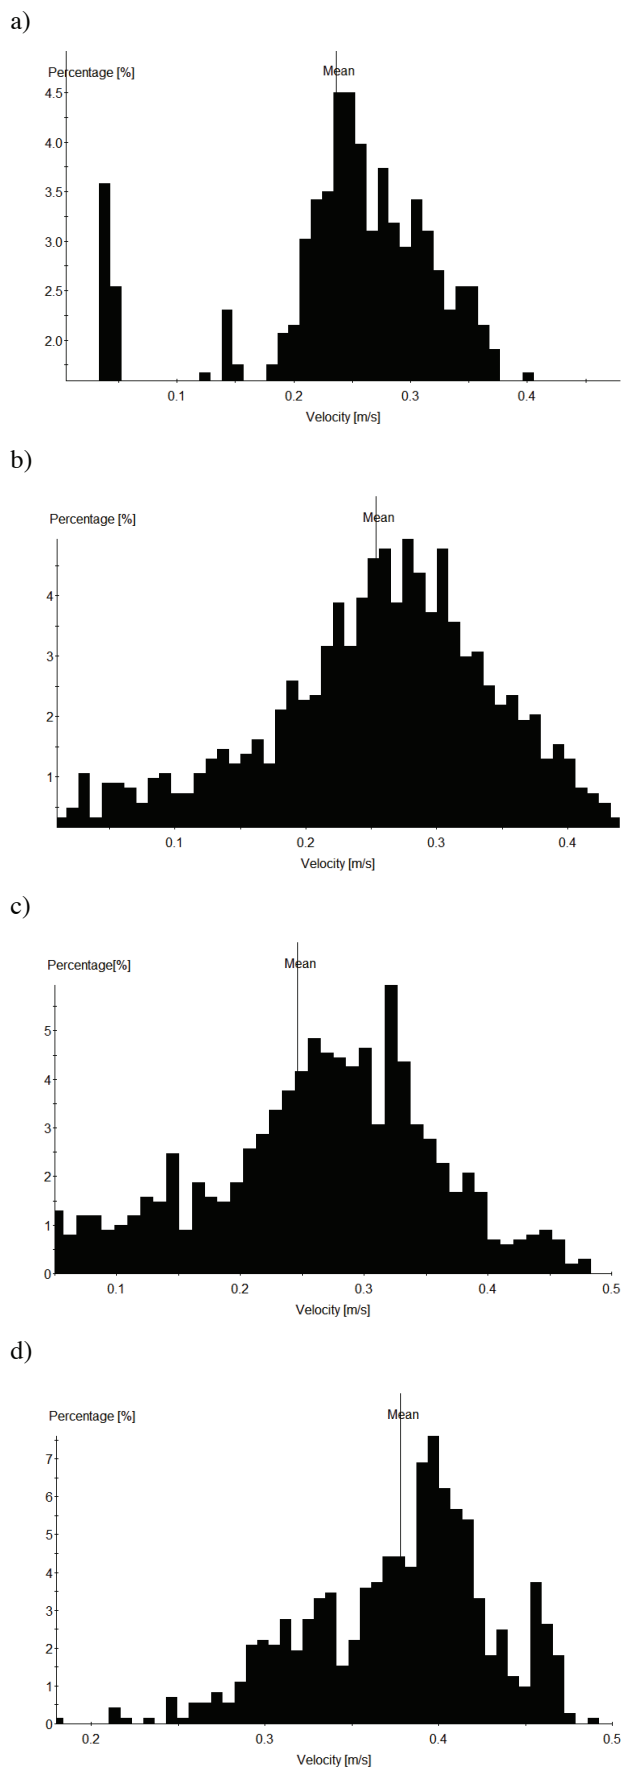 a)
Percentage [%]
Mean
4.5
4.0
3.5
3.0
2.5
2.0
0.1 0.2 0.3 0.4
Velocity [m/s]
b)
Percentage [%]
Mean
4
3
2
1
0.1 0.2 0.3 0.4
Velocity [m/s]
c)
Percentage[%]
Mean
5
4
3
2
1
0
0.1 0.2 0.3 0.4 0.5
Velocity [m/s]
d)
Percentage [%]
Mean
7
6
5
4
3
2
1
0
0.2 0.3 0.4 0.5
Velocity [m/s]